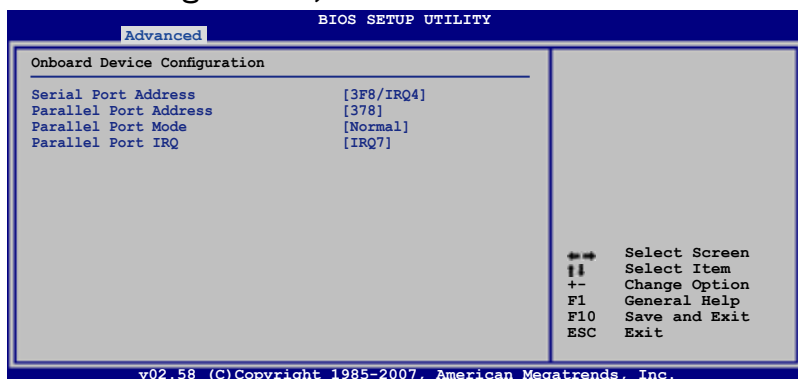 BIOS SETUP UTILITY
Advanced
Onboard Device Configuration
Serial Port Address [3F8/IRQ4]
Parallel Port Address [378]
Parallel Port Mode [Normal]
Parallel Port IRQ [IRQ7]
Select Screen
Select Item
+- Change Option
F1 General Help
F10 Save and Exit
ESC Exit
v02.58 (C)Copyright 1985-2007, American Megatrends, Inc.